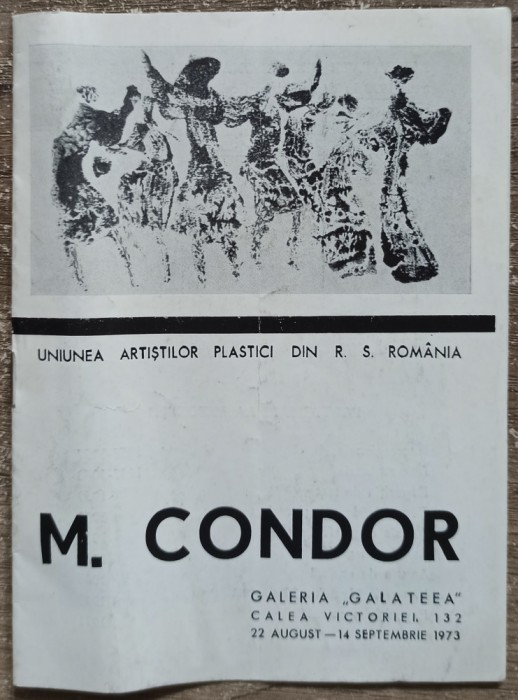 UNIUNEA ARTIȘTILOR PLASTICI DIN R. S. ROMÂNIA
M. CONDOR
GALERIA „GALATEEA"
CALEA VICTORIEI, 132
22 AUGUST—14 SEPTEMBRIE 1973